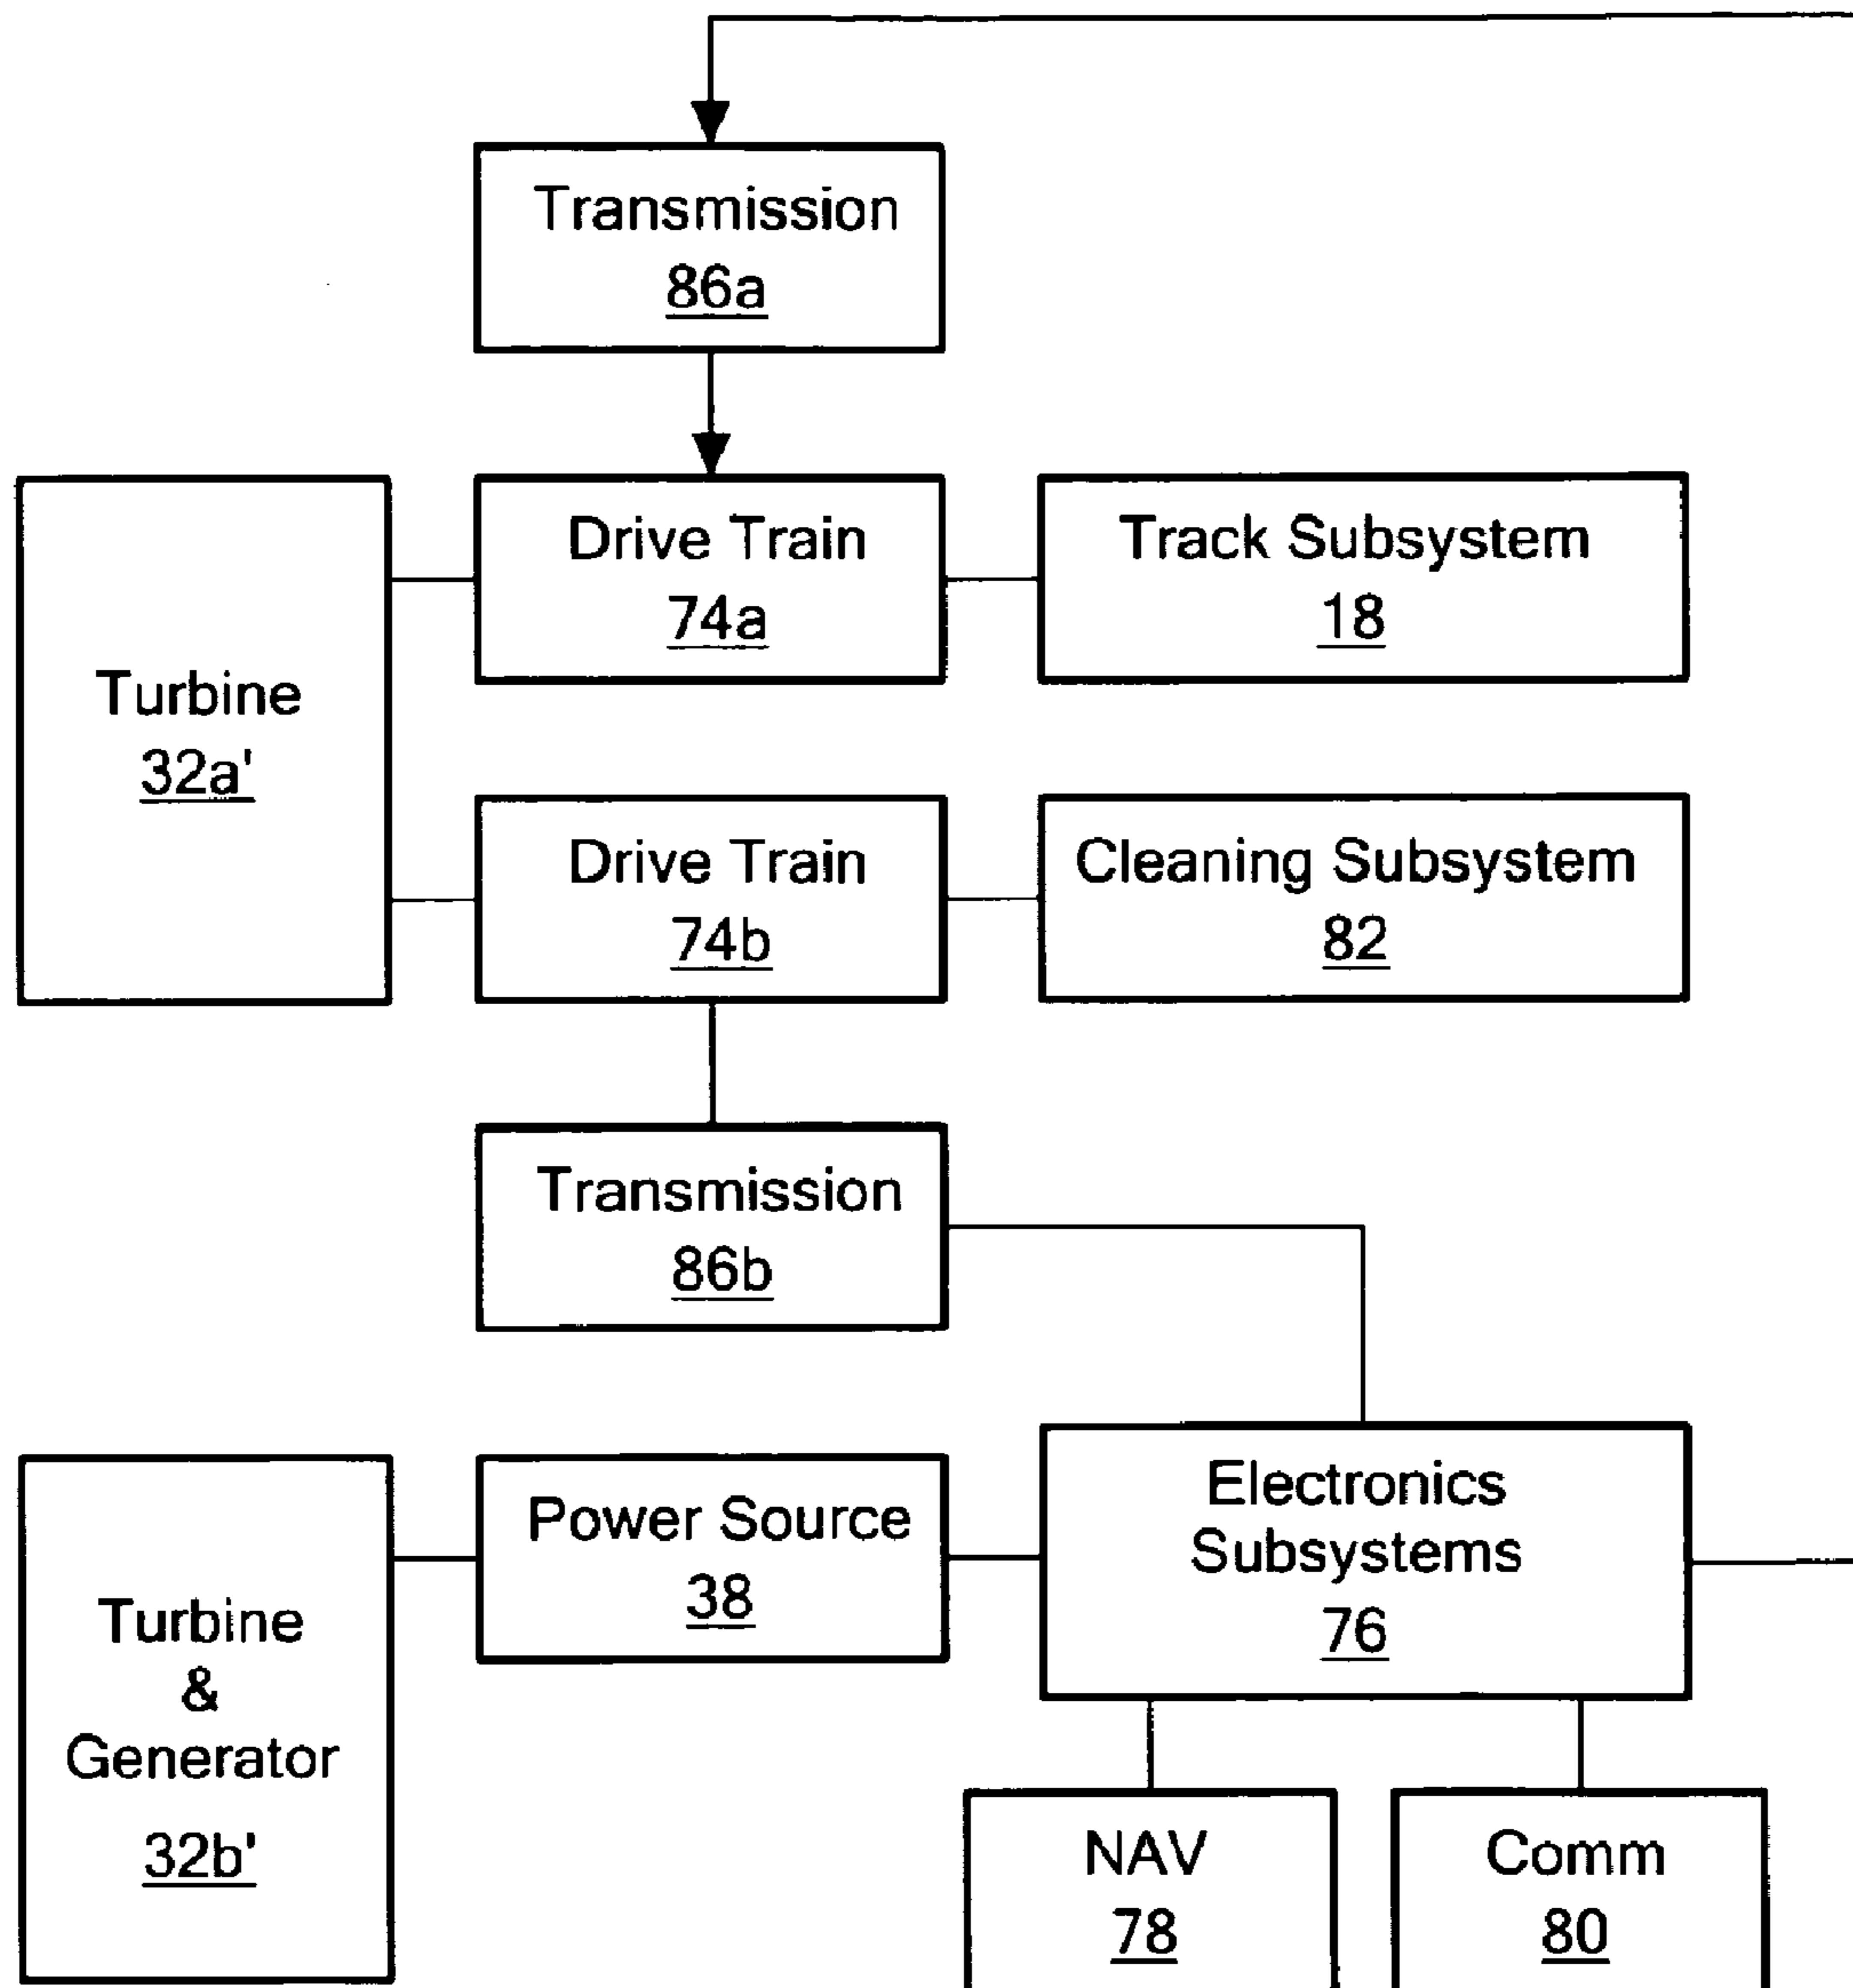 Transmission
86a
Drive Train
74a
Track Subsystem
18
Turbine
32a'
Drive Train
74b
Cleaning Subsystem
82
Transmission
86b
Electronics
Subsystems
76
Power Source
38
Turbine
&
Generator
32b'
NAV
78
Comm
80